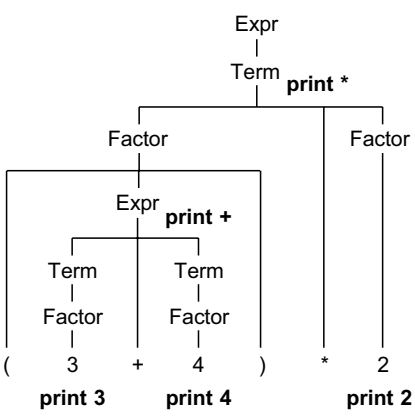 Expr
Term
print *
Factor Factor
Expr
print +
Term Term
Factor Factor
( 3 + 4 ) * 2
print 3 print 4 print 2